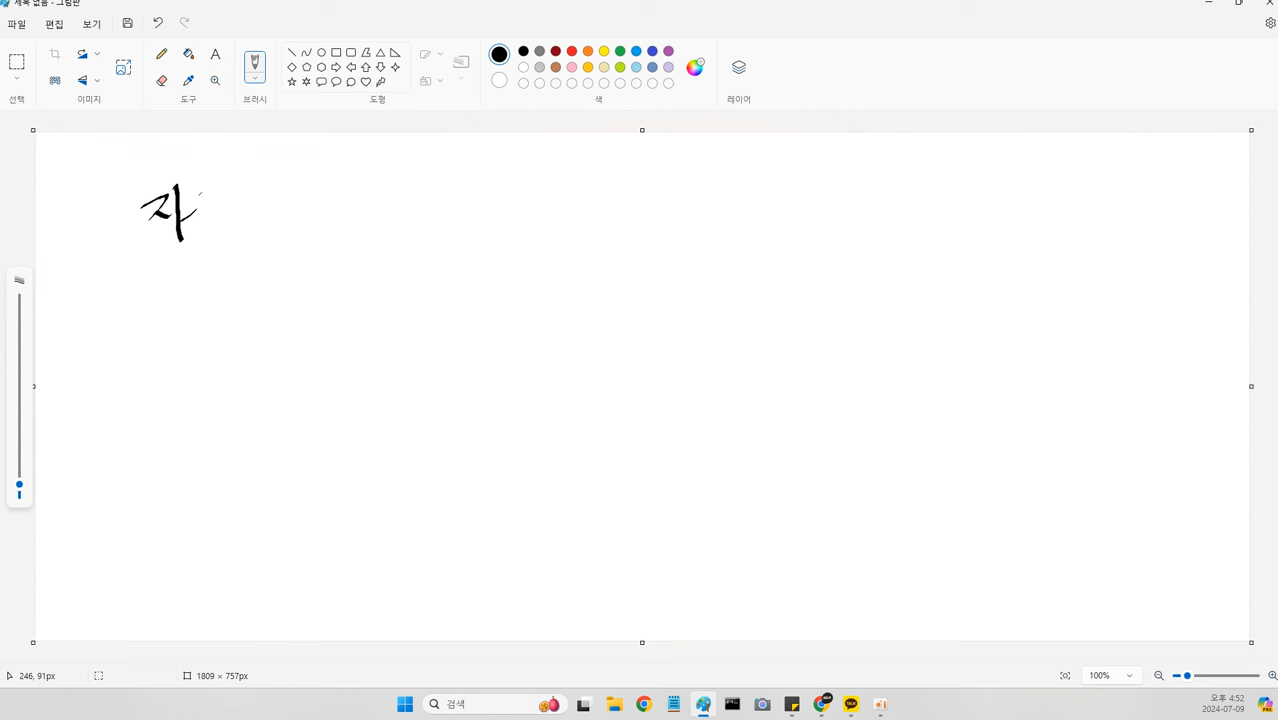 제목 없음 - 그림판
파일 편집 보기
선택 이미지 도구 브러시 도형 색 레이어
자
246, 91px 1809 × 757px 100%
검색
오후 4:52
2024-07-09